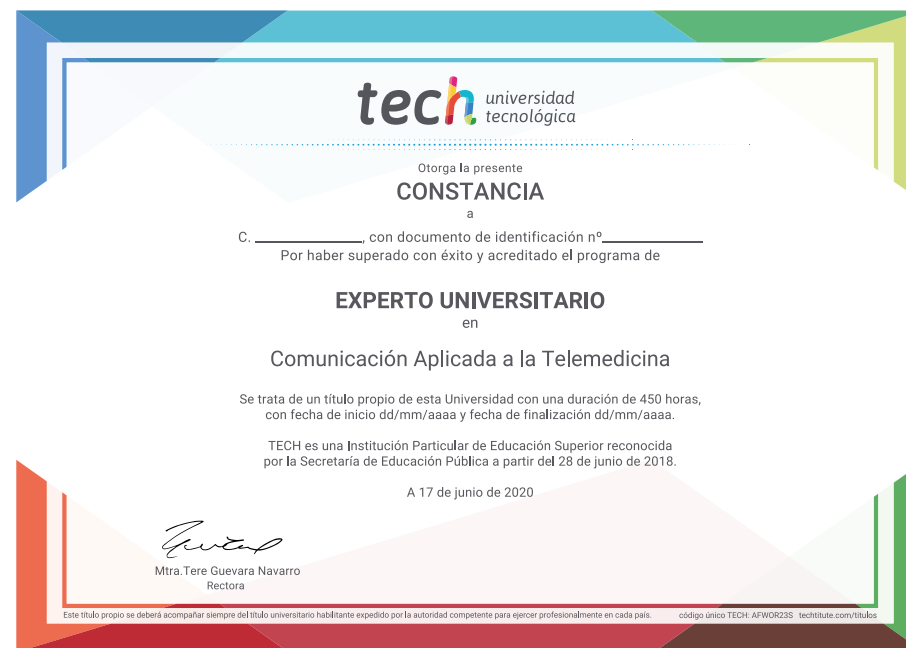 tech universidad
tecnológica
Otorga la presente
CONSTANCIA
a
C. ____________, con documento de identificación nº____________
Por haber superado con éxito y acreditado el programa de
EXPERTO UNIVERSITARIO
en
Comunicación Aplicada a la Telemedicina
Se trata de un título propio de esta Universidad con una duración de 450 horas,
con fecha de inicio dd/mm/aaaa y fecha de finalización dd/mm/aaaa.
TECH es una Institución Particular de Educación Superior reconocida
por la Secretaría de Educación Pública a partir del 28 de junio de 2018.
A 17 de junio de 2020
Mtra.Tere Guevara Navarro
Rectora
Este título propio se deberá acompañar siempre del título universitario habilitante expedido por la autoridad competente para ejercer profesionalmente en cada país. código único TECH: AFWOR23S techtitute.com/titulos